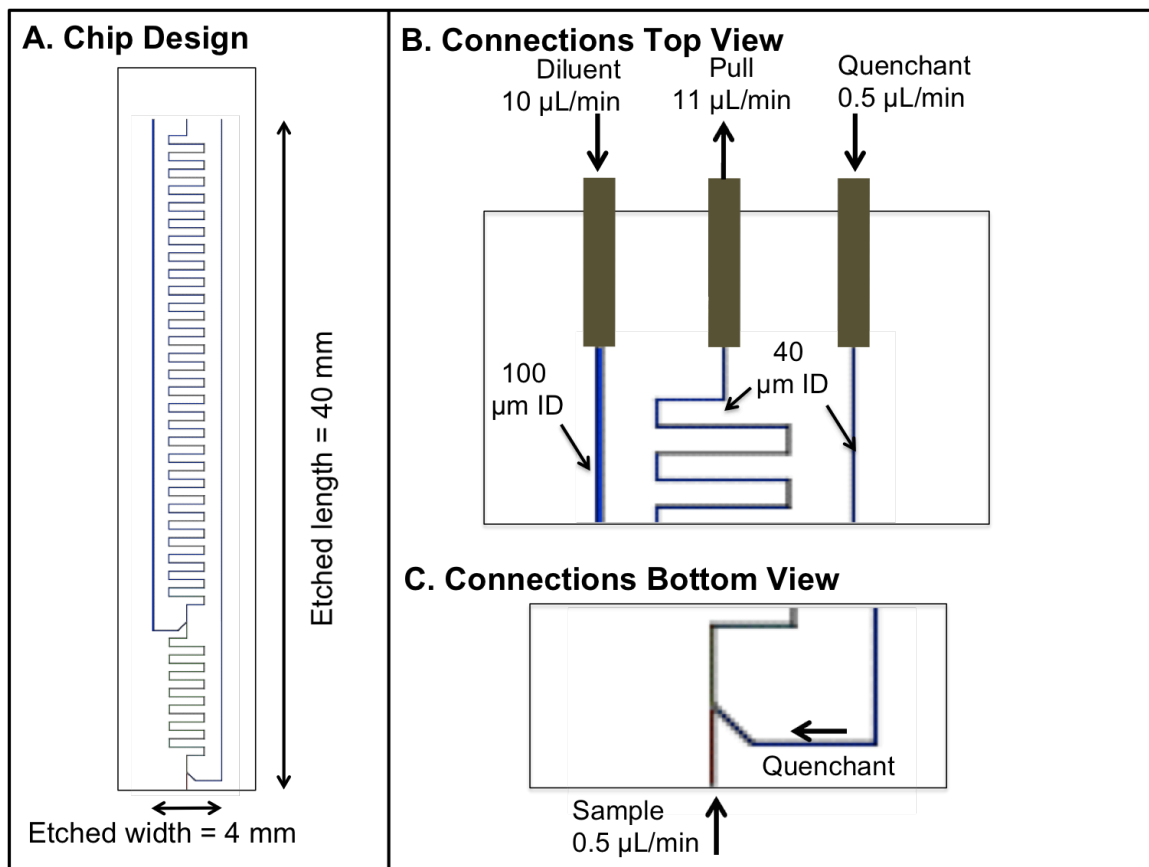 A. Chip Design
Etched length = 40 mm
Etched width = 4 mm
B. Connections Top View
Diluent
10 µL/min
Pull
11 µL/min
Quenchant
0.5 µL/min
100
µm ID
40
µm ID
C. Connections Bottom View
Quenchant
Sample
0.5 µL/min